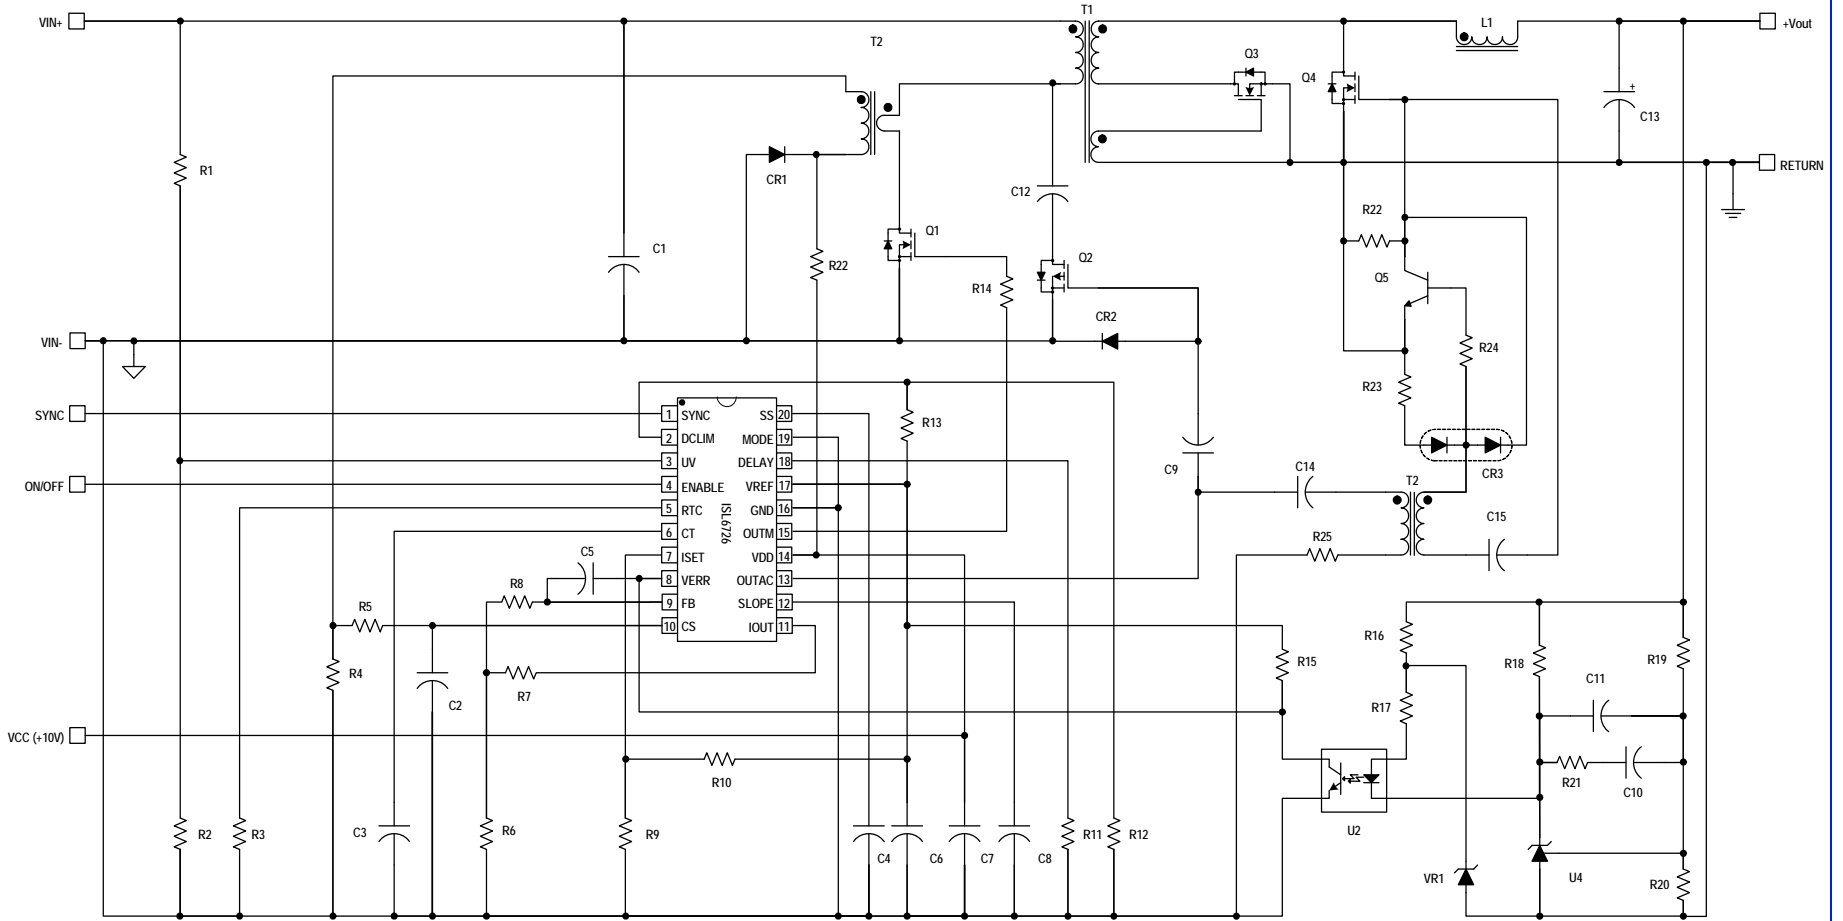 T1
VIN+
L1
+Vout
T2
Q3
Q4
C13
R1
CR1
RETURN
C12
R22
Q1
C1
R22
Q2
Q5
R14
CR2
VIN-
R24
R23
SYNC
1 SYNC SS 20
R13
2 DCLIM MODE 19
3 UV DELAY 18
C9
C14
CR3
T2
ON/OFF
4 ENABLE VREF 17
5 RTC GND 16
ISL6726
C15
6 CT OUTM 15
R25
C5
7 ISET VDD 14
R8
8 VERR OUTAC 13
R5
9 FB SLOPE 12
10 CS IOUT 11
R16
R15
R18
R19
R4
R7
C11
C2
R17
VCC (+10V)
R10
R21
C10
R2
R3
C3
R6
R9
C4
C6
C7
C8
R11
R12
U2
VR1
U4
R20